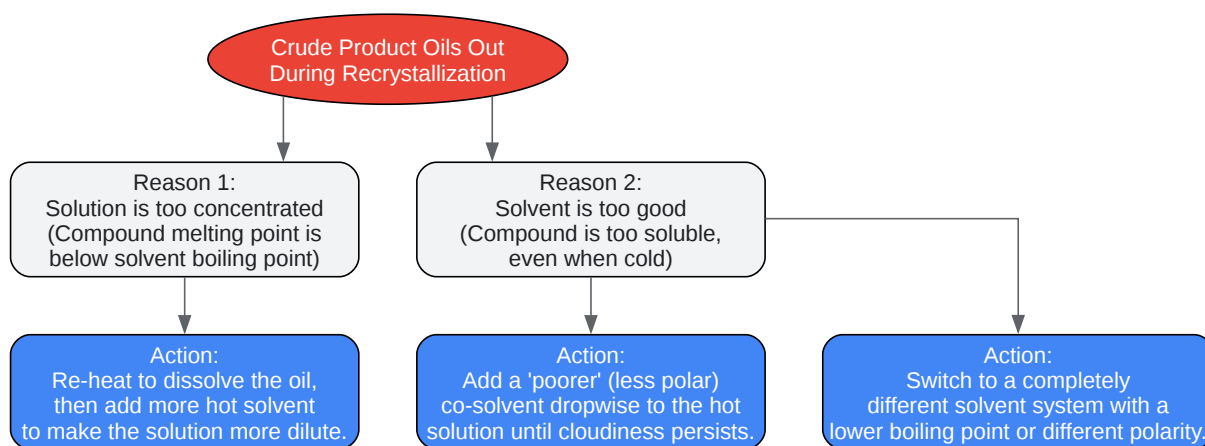 Crude Product Oils Out
During Recrystallization
Reason 1:
Solution is too concentrated
(Compound melting point is
below solvent boiling point)
Reason 2:
Solvent is too good
(Compound is too soluble,
even when cold)
Action:
Re-heat to dissolve the oil,
then add more hot solvent
to make the solution more dilute.
Action:
Add a 'poorer' (less polar)
co-solvent dropwise to the hot
solution until cloudiness persists.
Action:
Switch to a completely
different solvent system with a
lower boiling point or different polarity.